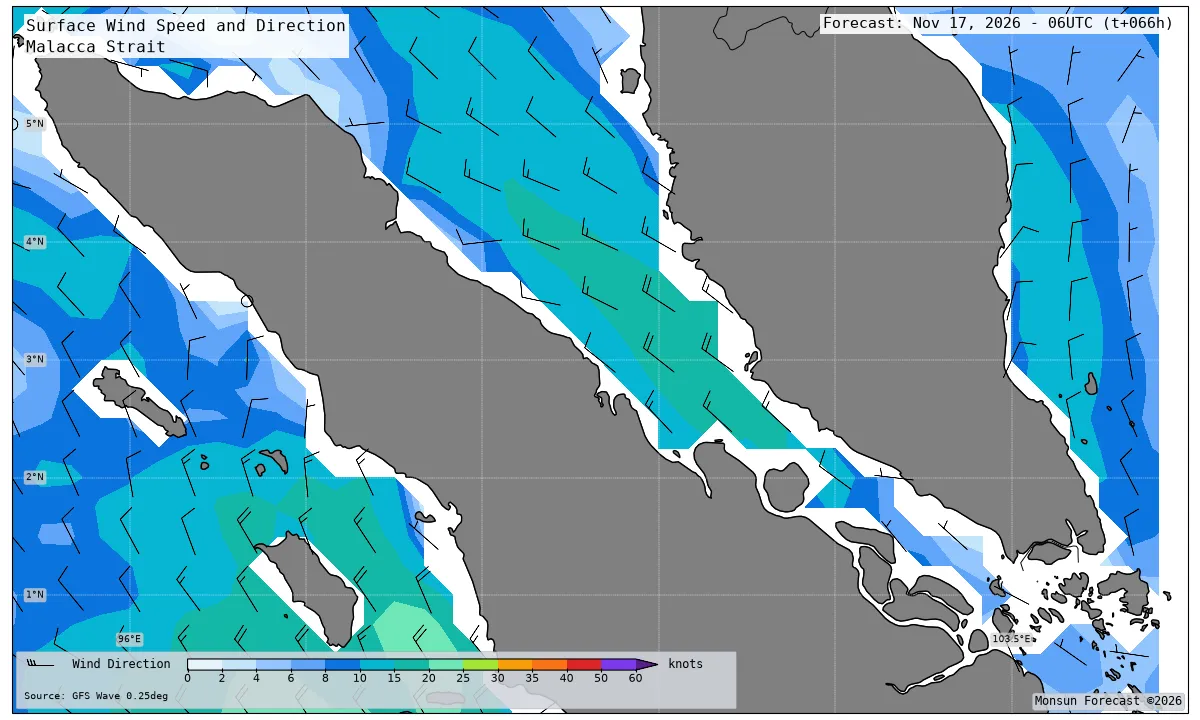 Surface Wind Speed and Direction
Malacca Strait
Forecast: Nov 17, 2026 - 06UTC (t+066h)
5°N
4°N
3°N
2°N
1°N
96°E
103.5°E
Wind Direction
0 2 4 6 8 10 15 20 25 30 35 40 50 60
knots
Source: GFS Wave 0.25deg
Monsun Forecast ©2026